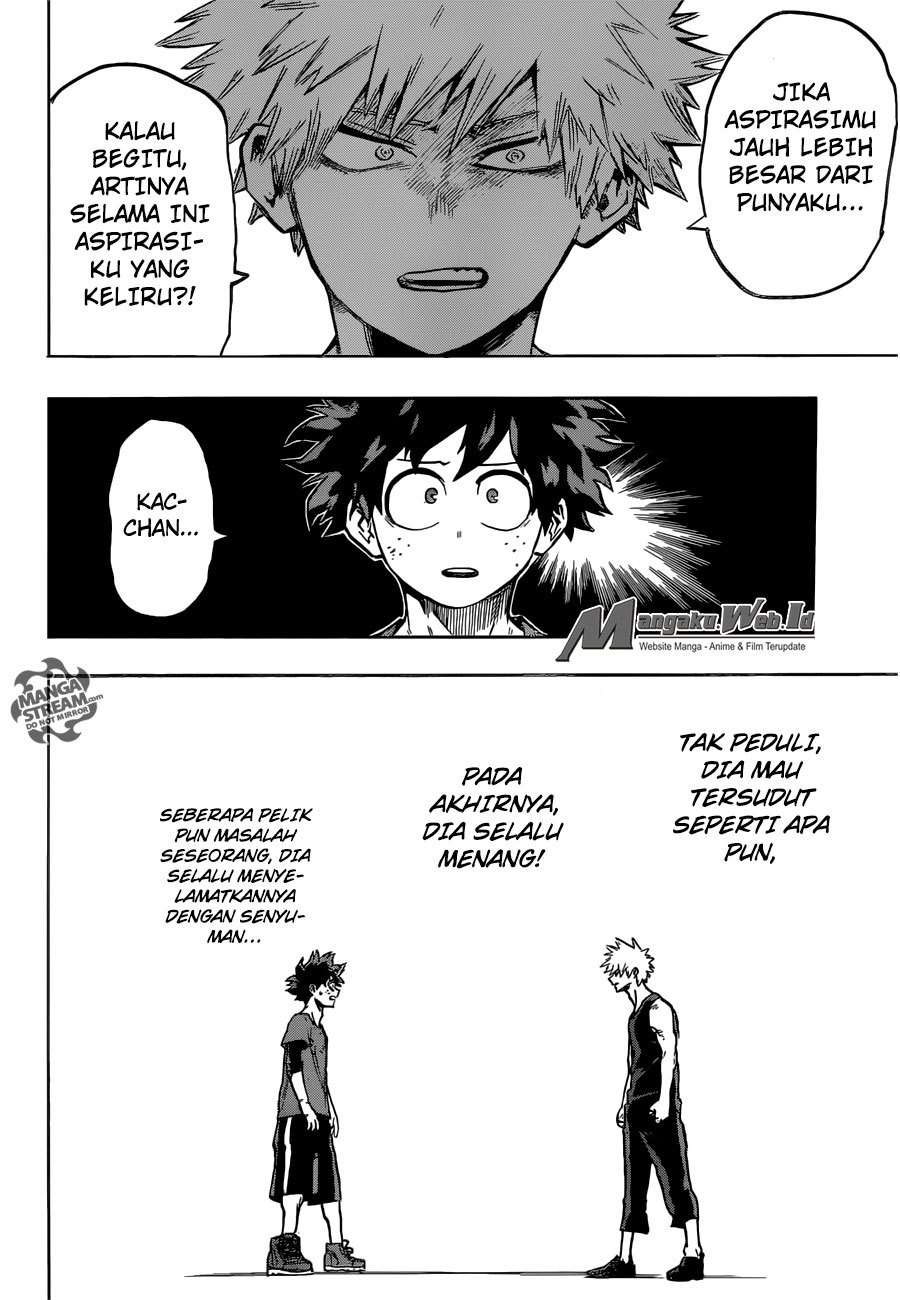 JIKA
ASPIRASIMU
JAUH LEBIH
BESAR DARI
PUNYAKU...
KALAU
BEGITU,
ARTINYA
SELAMA INI
ASPIRASI-
KU YANG
KELIRU?!
KAC-
CHAN...
Mangaku.Web.Id
Website Manga - Anime & Film Terupdate
MANGA
STREAM.com
DO NOT MIRROR
TAK PEDULI,
DIA MAU
TERSUDUT
SEPERTI APA
PUN,
PADA
AKHIRNYA,
DIA SELALU
MENANG!
SEBERAPA PELIK
PUN MASALAH
SESEORANG, DIA
SELALU MENYE-
LAMATKANNYA
DENGAN SENYU-
MAN...